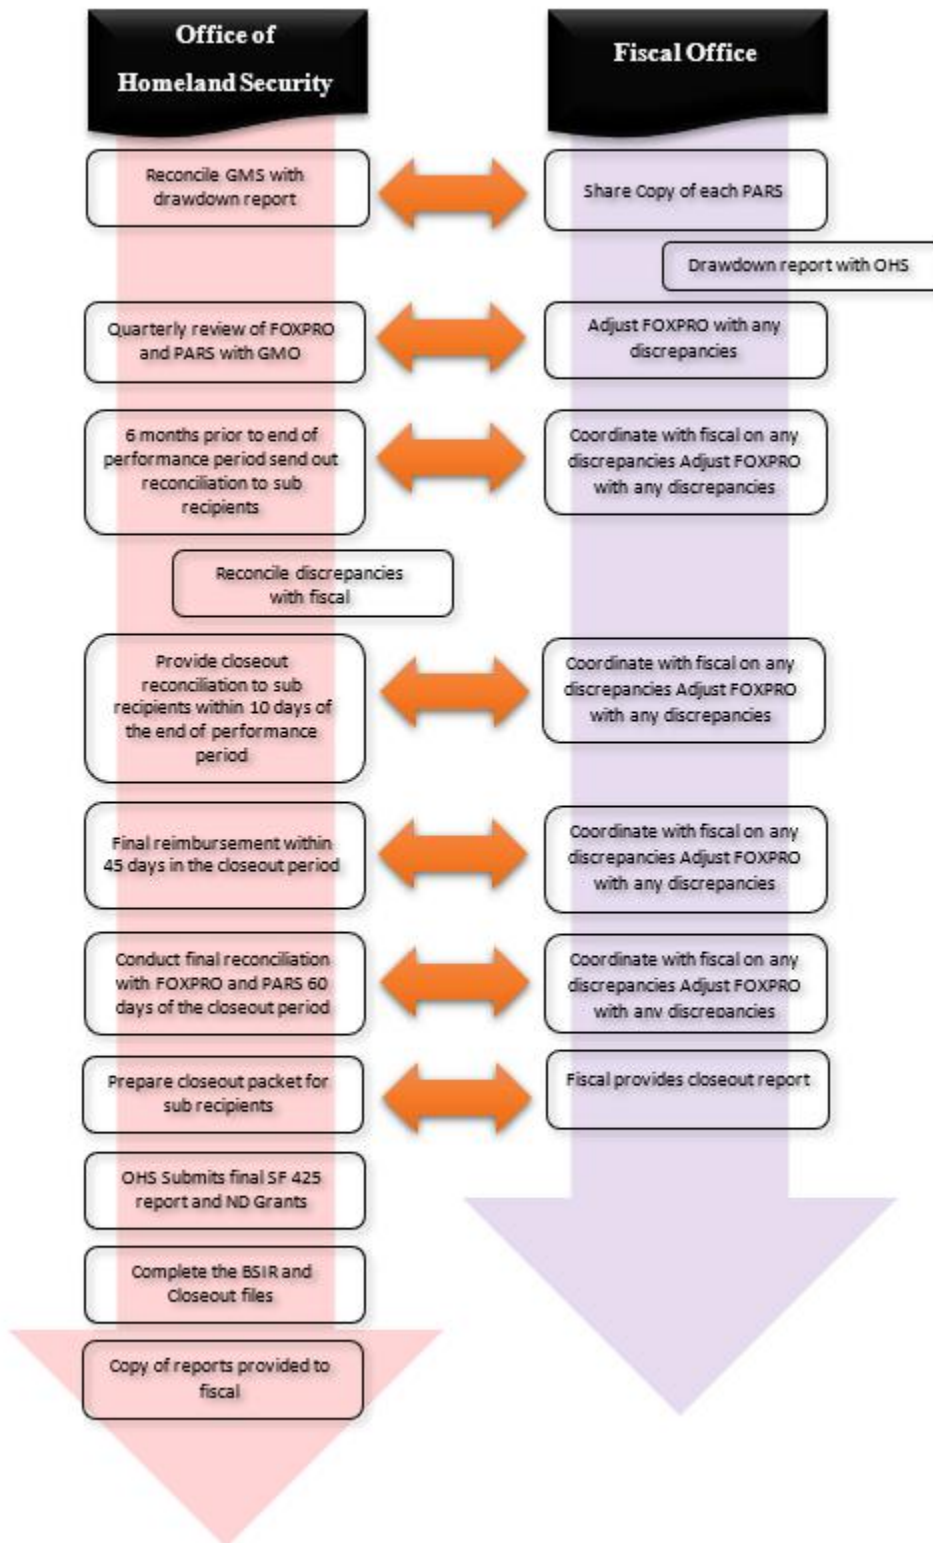 Office of
Homeland Security
Fiscal Office
Reconcile GMS with
drawdown report
Share Copy of each PARS
Drawdown report with OHS
Quarterly review of FOXPRO
and PARS with GMO
Adjust FOXPRO with any
discrepancies
6 months prior to end of
performance period send out
reconciliation to sub
recipients
Coordinate with fiscal on any
discrepancies Adjust FOXPRO
with any discrepancies
Reconcile discrepancies
with fiscal
Provide closeout
reconciliation to sub
recipients within 10 days of
the end of performance
period
Coordinate with fiscal on any
discrepancies Adjust FOXPRO
with any discrepancies
Final reimbursement within
45 days in the closeout period
Coordinate with fiscal on any
discrepancies Adjust FOXPRO
with any discrepancies
Conduct final reconciliation
with FOXPRO and PARS 60
days of the closeout period
Coordinate with fiscal on any
discrepancies Adjust FOXPRO
with any discrepancies
Prepare closeout packet for
sub recipients
Fiscal provides closeout report
OHS Submits final SF 425
report and ND Grants
Complete the BSIR and
Closeout files
Copy of reports provided to
fiscal